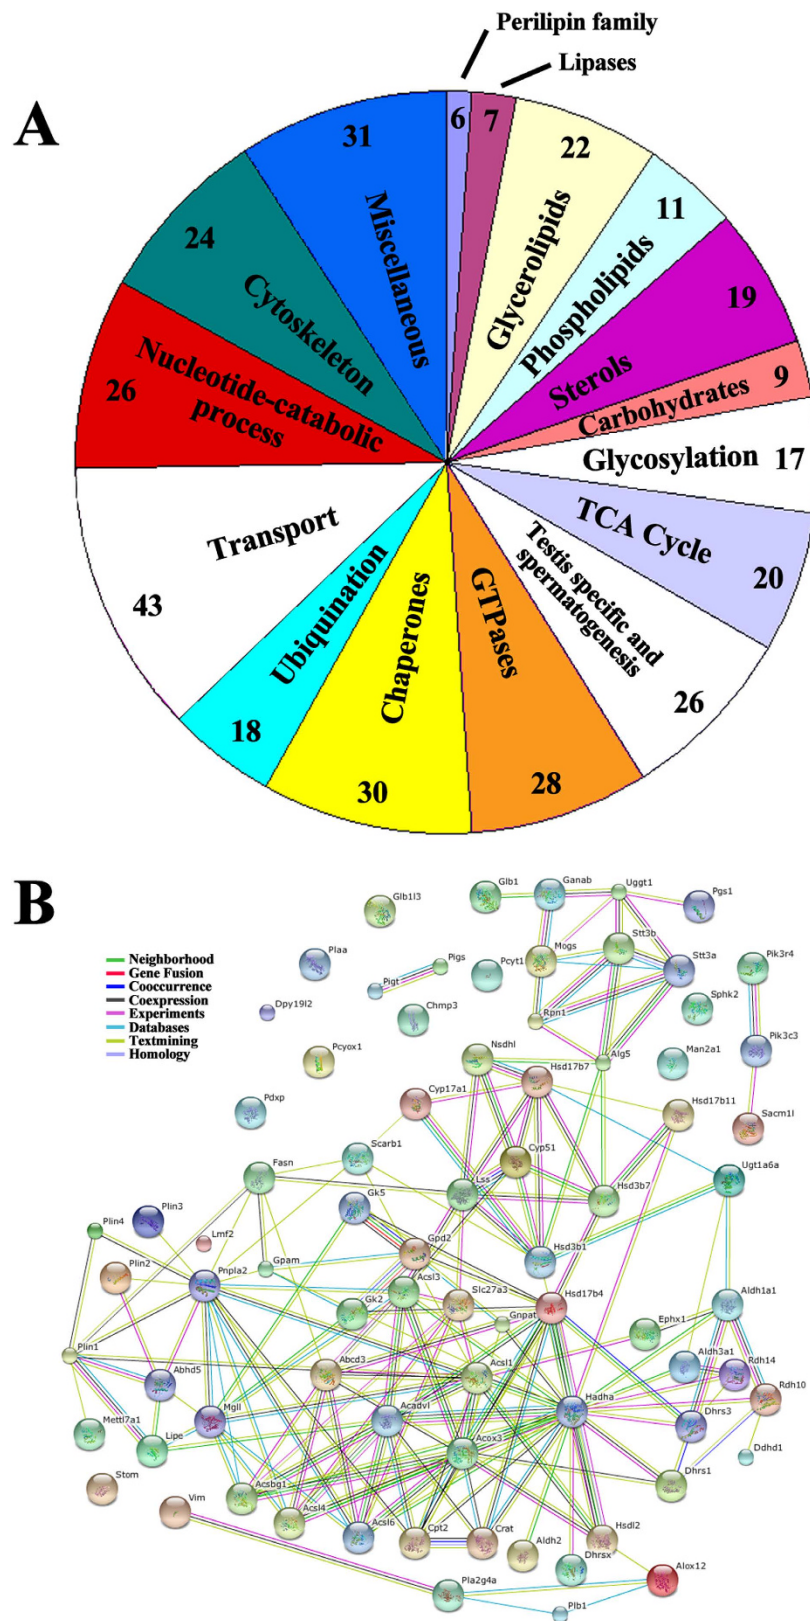 Perilipin family
Lipases
A
6
7
22
Glycerolipids
11
Phospholipids
19
Sterols
9
Carbohydrates
Glycosylation 17
TCA Cycle
20
Testis specific and
spermatogenesis
26
GTPases
28
Chaperones
30
Ubiquination
18
Transport
43
Nucleotide-catabolic
process
26
Cytoskeleton
24
Miscellaneous
31
B
Neighborhood
Gene Fusion
Cooccurrence
Coexpression
Experiments
Databases
Textmining
Homology
Glb1l3
Glb1
Ganab
Uggt1
Pgs1
Plaa
Pigs
Pigt
Pcyt1
Mogs
Stt3b
Stt3a
Pik3r4
Dpy19l2
Chmp3
Rpn1
Sphk2
Pik3c3
Pcyox1
Nsdhl
Alg5
Man2a1
Hsd17b7
Sacm1l
Pdxp
Cyp17a1
Hsd17b11
Scarb1
Cyp51
Fasn
Lss
Hsd3b7
Ugt1a6a
Plin3
Gk5
Plin4
Lmf2
Gpd2
Hsd3b1
Plin2
Pnpla2
Gpam
Acsl3
Slc27a3
Hsd17b4
Aldh1a1
Gk2
Gnpat
Ephx1
Plin1
Aldh3a1
Rdh14
Abhd5
Abcd3
Acsl1
Rdh10
Hadha
Mgll
Acadvl
Dhrs3
Mettl7a1
Lipe
Acox3
Ddhd1
Stom
Dhrs1
Acsbg1
Vim
Acsl4
Acsl6
Cpt2
Crat
Aldh2
Hsdl2
Dhrsx
Alox12
Pla2g4a
Plb1